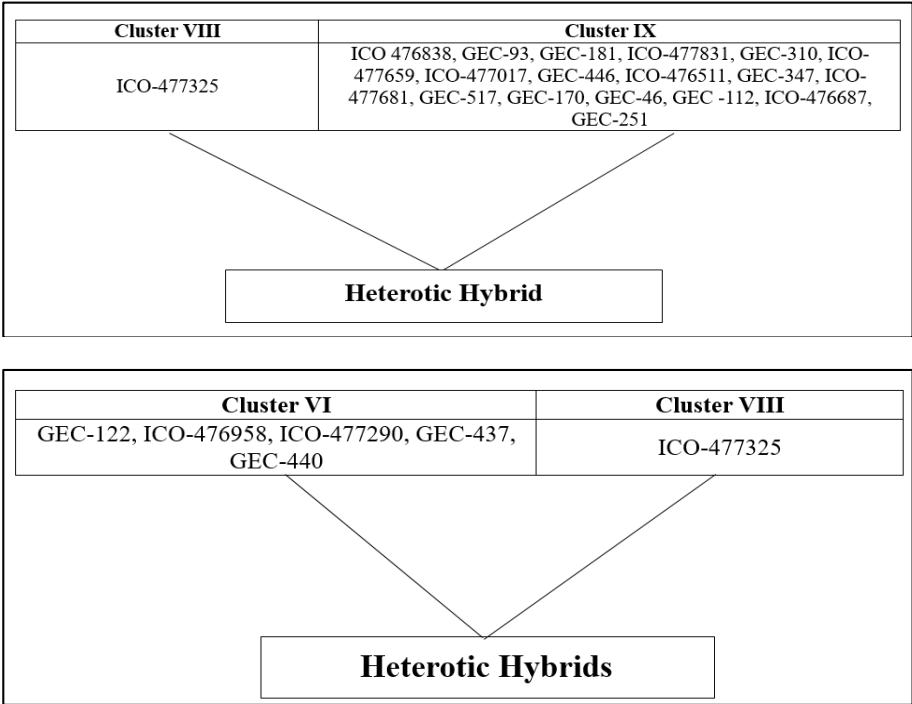 Cluster VIII
Cluster IX
ICO-477325
ICO 476838, GEC-93, GEC-181, ICO-477831, GEC-310, ICO-
477659, ICO-477017, GEC-446, ICO-476511, GEC-347, ICO-
477681, GEC-517, GEC-170, GEC-46, GEC -112, ICO-476687,
GEC-251
Heterotic Hybrid
Cluster VI
Cluster VIII
GEC-122, ICO-476958, ICO-477290, GEC-437,
GEC-440
ICO-477325
Heterotic Hybrids